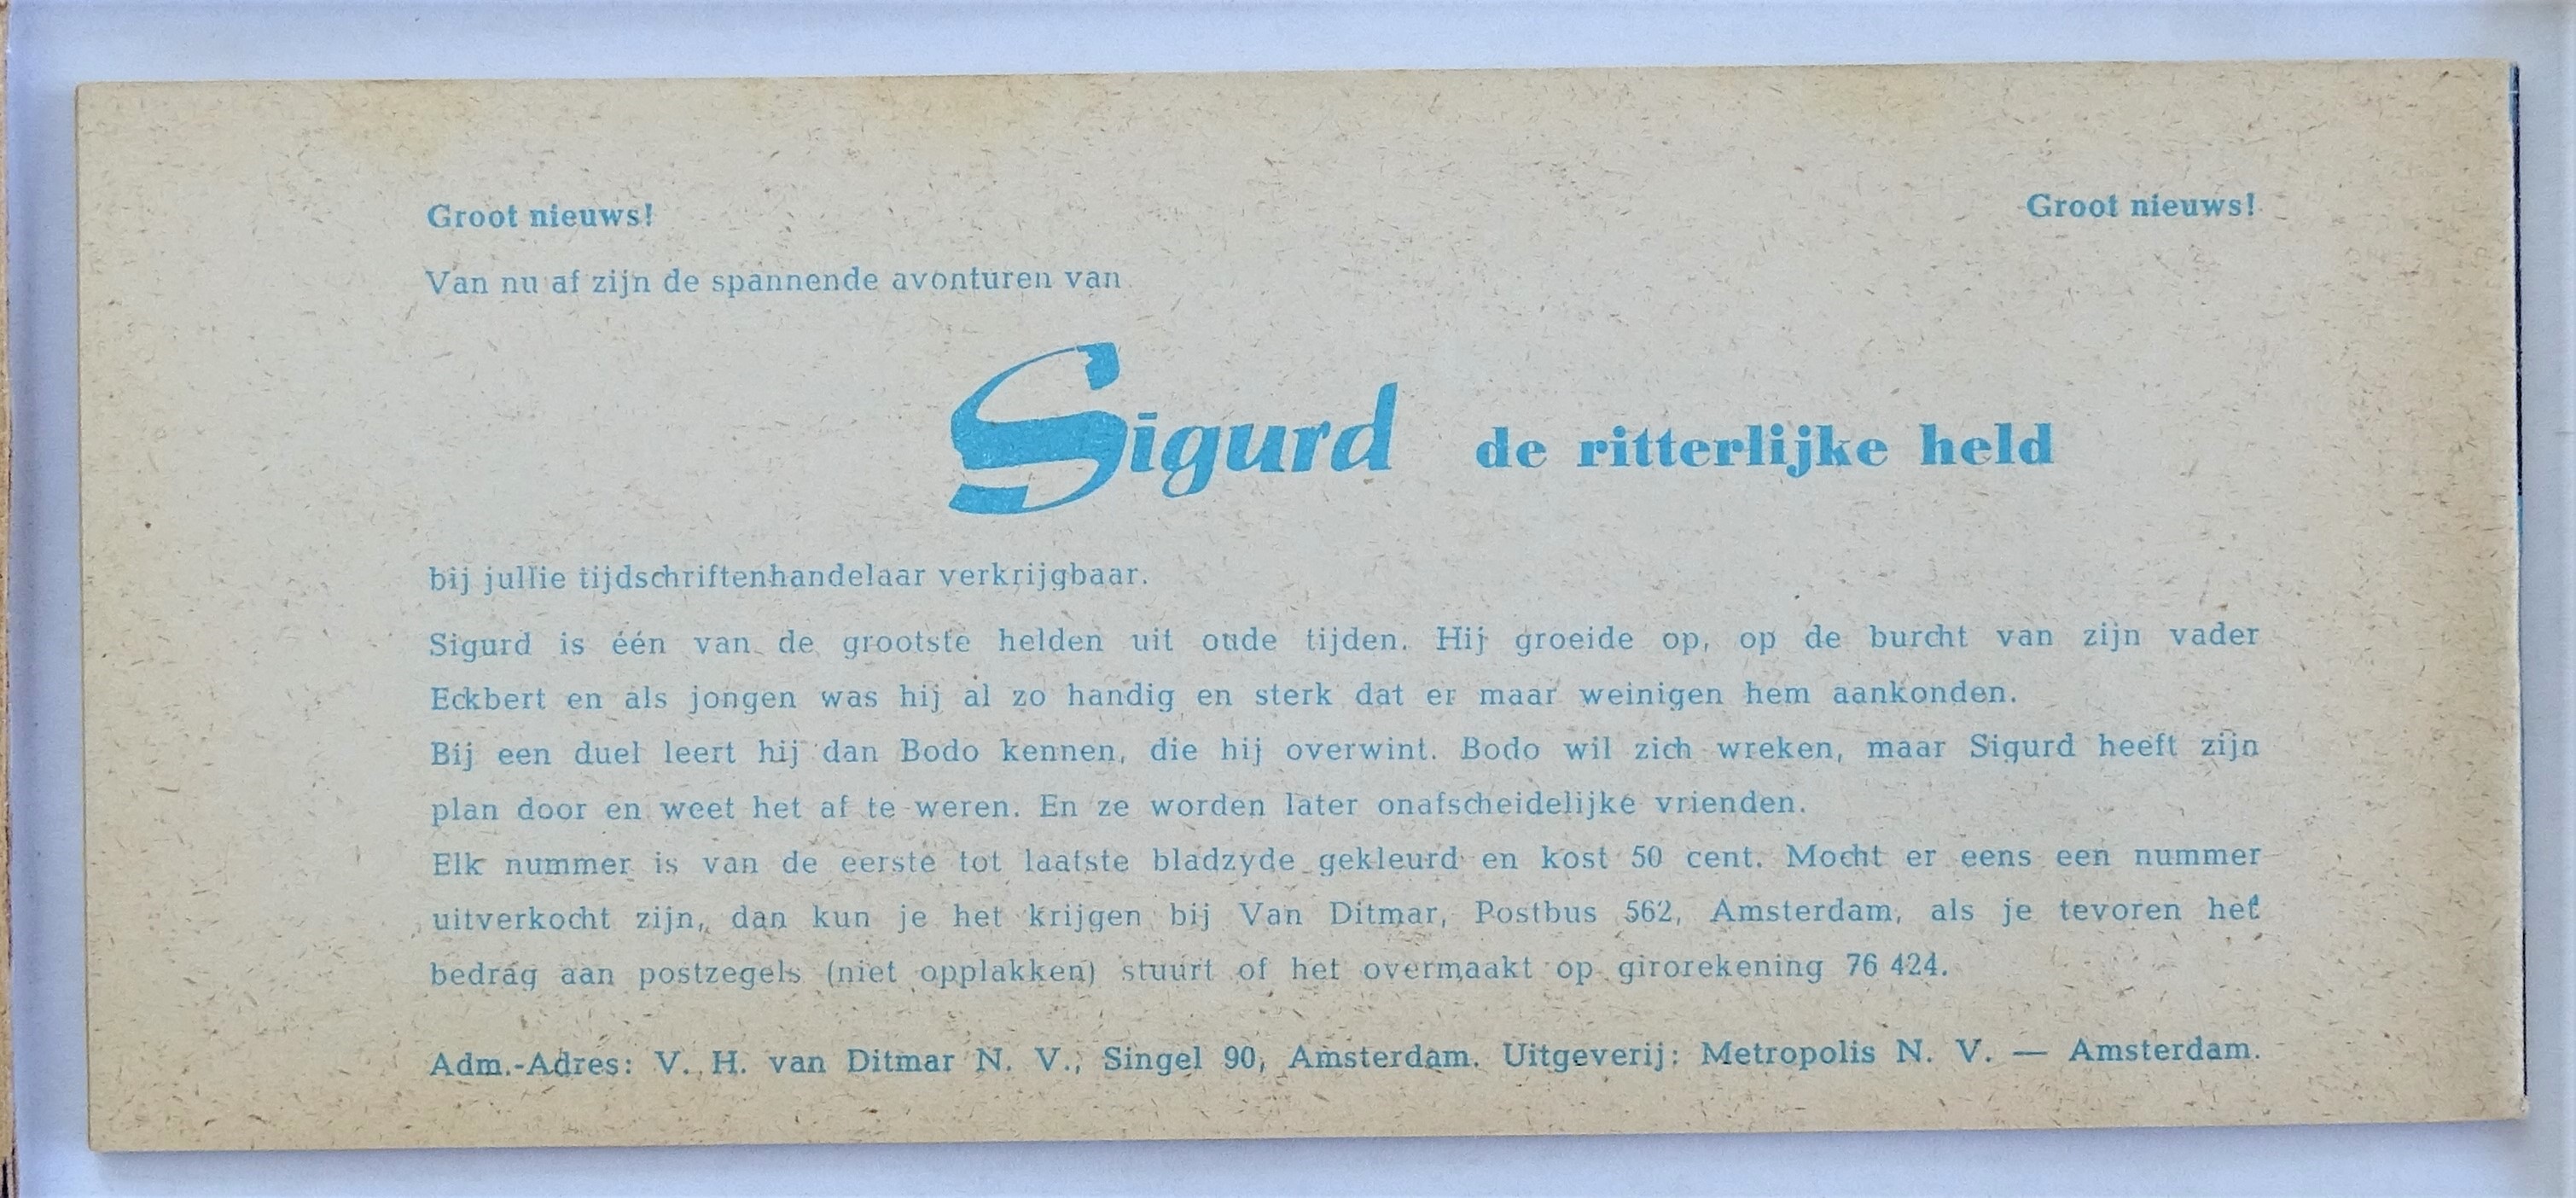 Groot nieuws! Groot nieuws!
Van nu af zijn de spannende avonturen van
Sigurd de ritterlijke held
bij jullie tijdschriftenhandelaar verkrijgbaar.
Sigurd is één van de grootste helden uit oude tijden. Hij groeide op, op de burcht van zijn vader
Eckbert en als jongen was hij al zo handig en sterk dat er maar weinigen hem aankonden.
Bij een duel leert hij dan Bodo kennen, die hij overwint. Bodo wil zich wreken, maar Sigurd heeft zijn
plan door en weet het af te weren. En ze worden later onafscheidelijke vrienden.
Elk nummer is van de eerste tot laatste bladzyde gekleurd en kost 50 cent. Mocht er eens een nummer
uitverkocht zijn, dan kun je het krijgen bij Van Ditmar, Postbus 562, Amsterdam, als je tevoren het
bedrag aan postzegels (niet opplakken) stuurt of het overmaakt op girorekening 76 424.
Adm.-Adres: V. H. van Ditmar N. V., Singel 90, Amsterdam. Uitgeverij: Metropolis N. V. — Amsterdam.